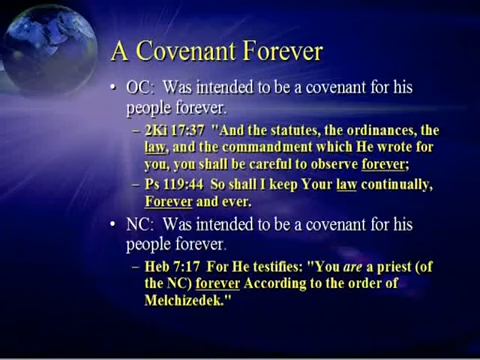 A Covenant Forever
• OC: Was intended to be a covenant for his
people forever.
– 2Ki 17:37 "And the statutes, the ordinances, the
law, and the commandment which He wrote for
you, you shall be careful to observe forever;
– Ps 119:44 So shall I keep Your law continually,
Forever and ever.
• NC: Was intended to be a covenant for his
people forever.
– Heb 7:17 For He testifies: "You are a priest (of
the NC) forever According to the order of
Melchizedek."